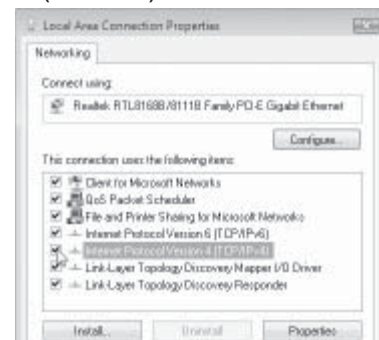 Local Area Connection Properties
Networking
Connect using:
Realtek RTL8168B/8111B Family PCI-E Gigabit Ethernet
Configure...
This connection uses the following items:
Client for Microsoft Networks
QoS Packet Scheduler
File and Printer Sharing for Microsoft Networks
Internet Protocol Version 6 (TCP/IPv6)
Internet Protocol Version 4 (TCP/IPv4)
Link-Layer Topology Discovery Mapper I/O Driver
Link-Layer Topology Discovery Responder
Install...
Uninstall
Properties